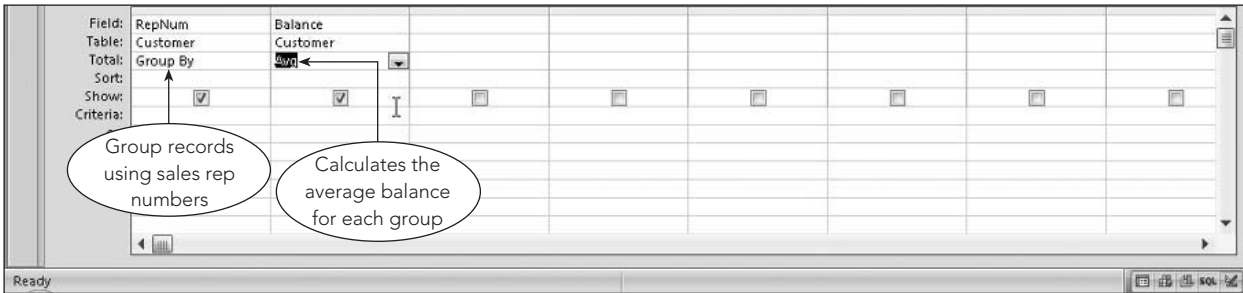 Field: RepNum Balance
Table: Customer Customer
Total: Group By Avg
Sort:
Show:
Criteria:
Group records
using sales rep
numbers
Calculates the
average balance
for each group
Ready
SQL